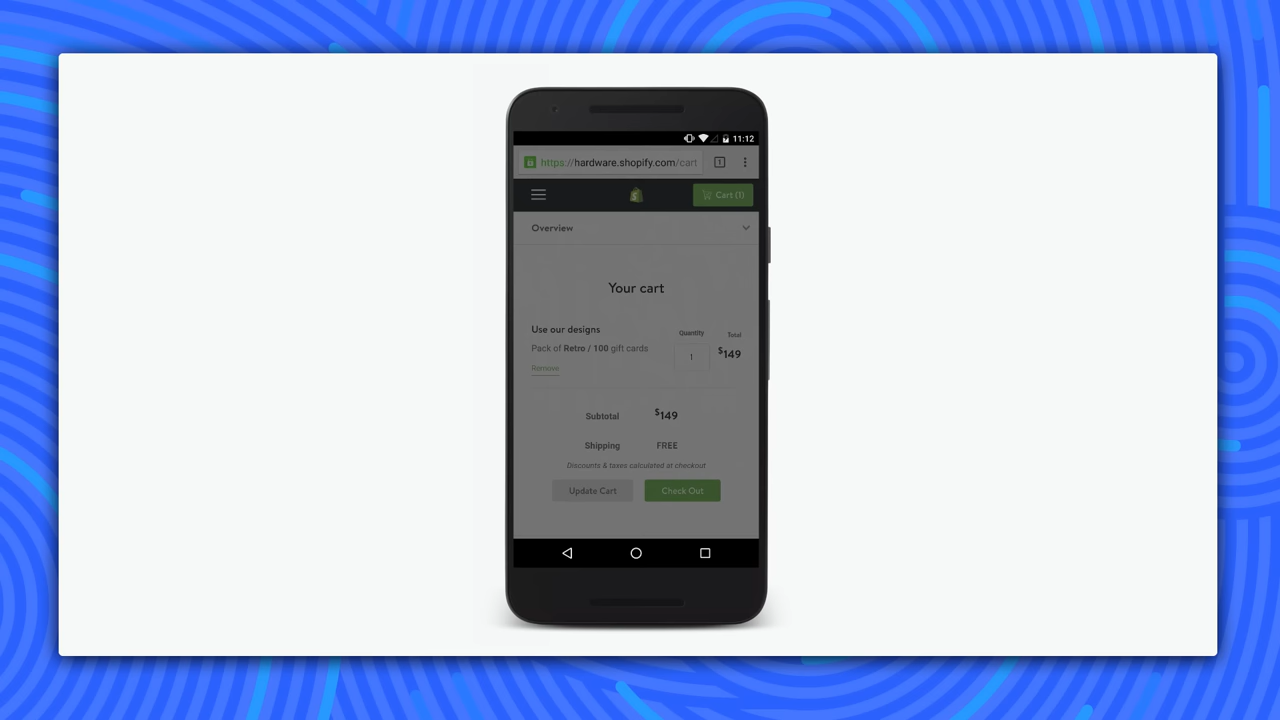 11:12
https://hardware.shopify.com/cart 1
Cart (1)
Overview
Your cart
Use our designs
Pack of Retro / 100 gift cards
Remove
Quantity
1
Total
$149
Subtotal $149
Shipping FREE
Discounts & taxes calculated at checkout
Update Cart Check Out